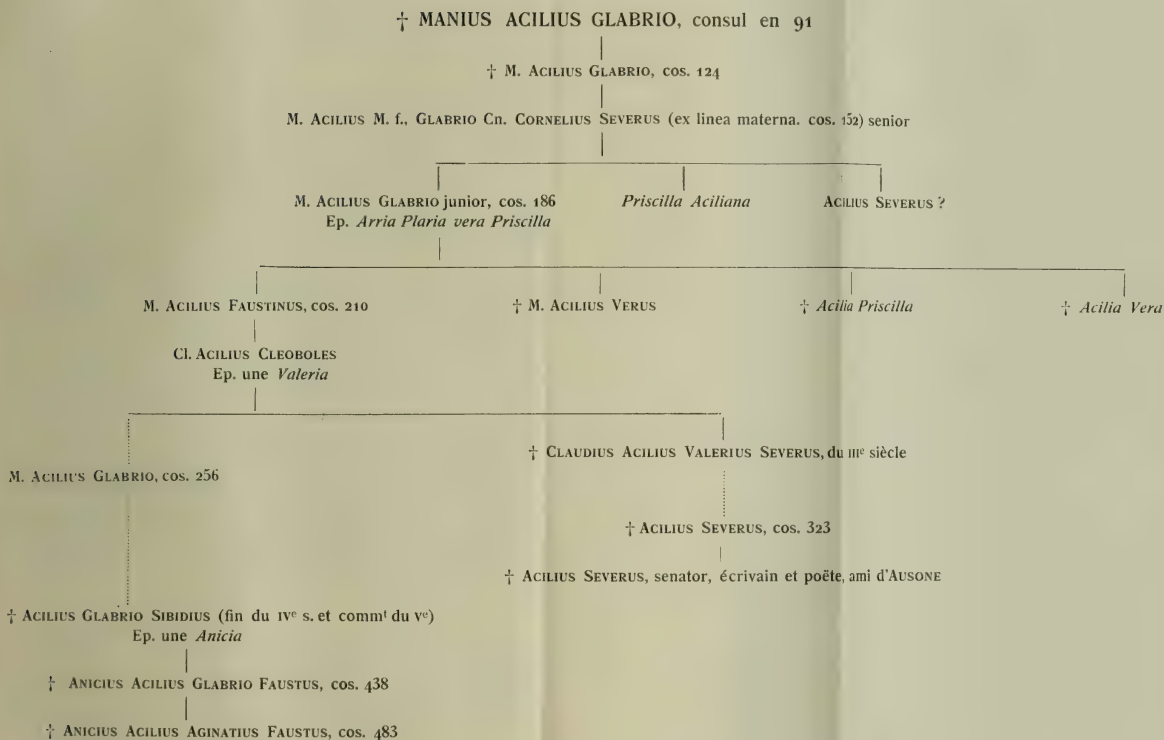 † MANIUS ACILIUS GLABRIO, consul en 91
† M. ACILIUS GLABRIO, COS. 124
M. ACILIUS M. f., GLABRIO Cn. CORNELIUS SEVERUS (ex linea materna. cos. 152) senior
M. ACILIUS GLABRIO junior, cos. 186
Ep. Arria Plaria vera Priscilla
Priscilla Aciliana
ACILIUS SEVERUS ?
M. ACILIUS FAUSTINUS, COS. 210
† M. ACILIUS VERUS
† Acilia Priscilla
† Acilia Vera
Cl. ACILIUS CLEOBOLES
Ep. une Valeria
M. ACILIUS GLABRIO, COS. 256
† CLAUDIUS ACILIUS VALERIUS SEVERUS, du IIIe siècle
† ACILIUS SEVERUS, COS. 323
† ACILIUS SEVERUS, senator, écrivain et poëte, ami d'AUSONE
† ACILIUS GLABRIO SIBIDIUS (fin du IVe s. et commt du Ve)
Ep. une Anicia
† ANICIUS ACILIUS GLABRIO FAUSTUS, cos. 438
† ANICIUS ACILIUS AGINATIUS FAUSTUS, cos. 483